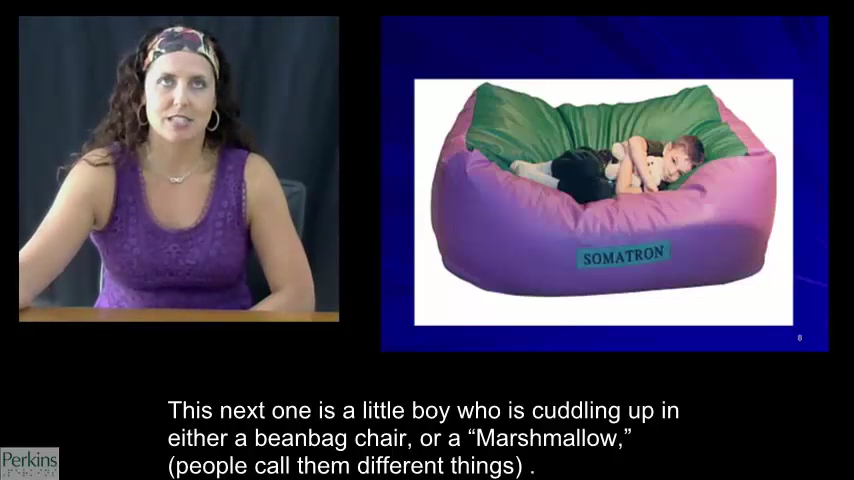 SOMATRON
8
This next one is a little boy who is cuddling up in
either a beanbag chair, or a “Marshmallow,”
(people call them different things) .
Perkins